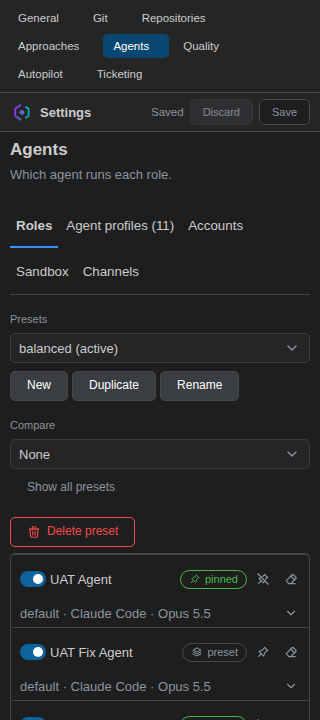 General Git Repositories
Approaches Agents Quality
Autopilot Ticketing
Settings Saved Discard Save
Agents
Which agent runs each role.
Roles Agent profiles (11) Accounts
Sandbox Channels
Presets
balanced (active)
New Duplicate Rename
Compare
None
Show all presets
Delete preset
UAT Agent pinned
default · Claude Code · Opus 5.5
UAT Fix Agent preset
default · Claude Code · Opus 5.5